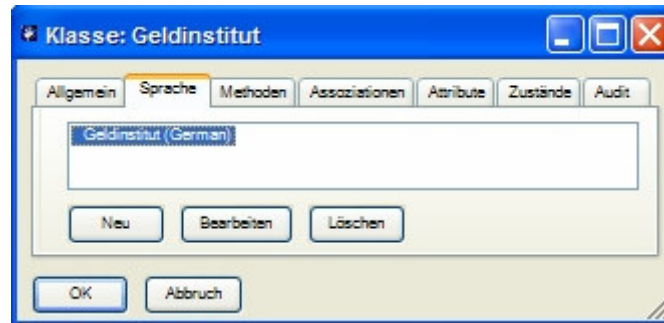 Klasse: Geldinstitut
Allgemein Sprache Methoden Assoziationen Attribute Zustände Audit
Geldinstitut (German)
Neu Bearbeiten Löschen
OK Abbruch